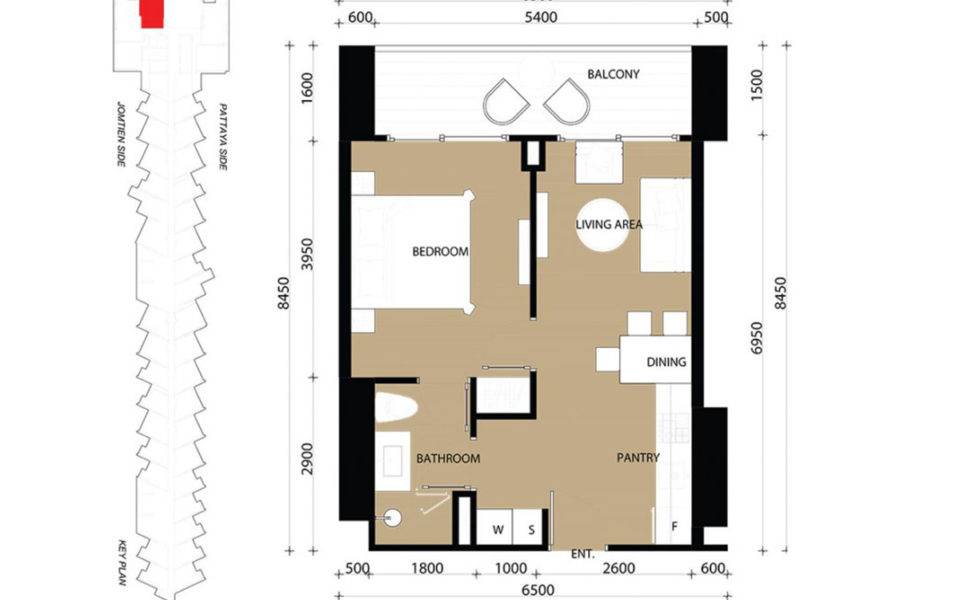 600
5400
500
BALCONY
1600
1500
JOMTIEN SIDE
PATTAYA SIDE
LIVING AREA
BEDROOM
3950
8450
8450
6950
DINING
2900
BATHROOM
PANTRY
W
S
F
ENT.
KEY PLAN
500
1800
1000
2600
600
6500